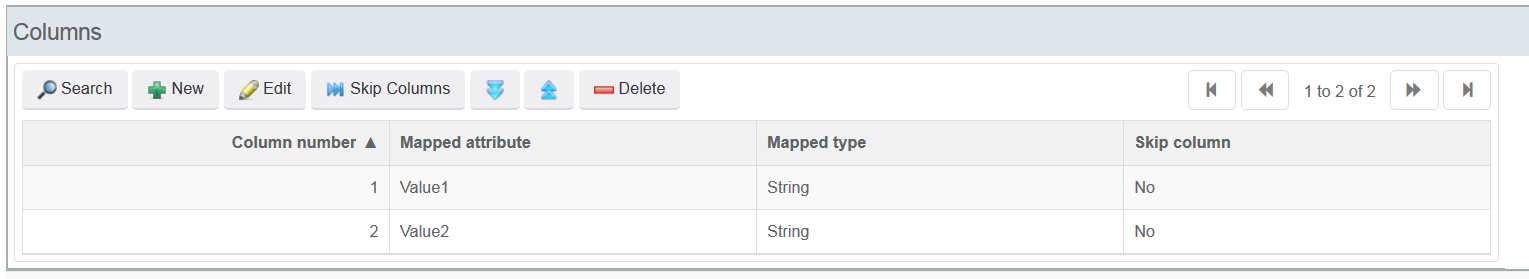 Columns
Search New Edit Skip Columns Delete 1 to 2 of 2
Column number ▲ Mapped attribute Mapped type Skip column
1 Value1 String No
2 Value2 String No